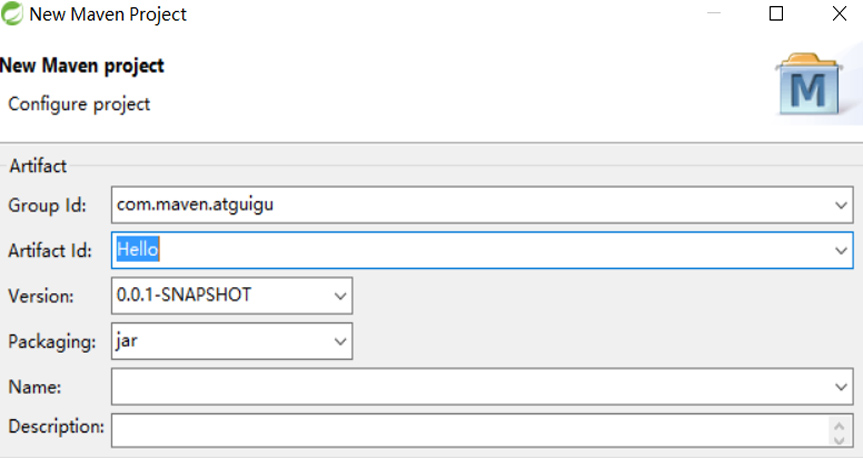 New Maven Project
New Maven project
Configure project
M
Artifact
Group Id: com.maven.atguigu
Artifact Id: Hello
Version: 0.0.1-SNAPSHOT
Packaging: jar
Name:
Description: